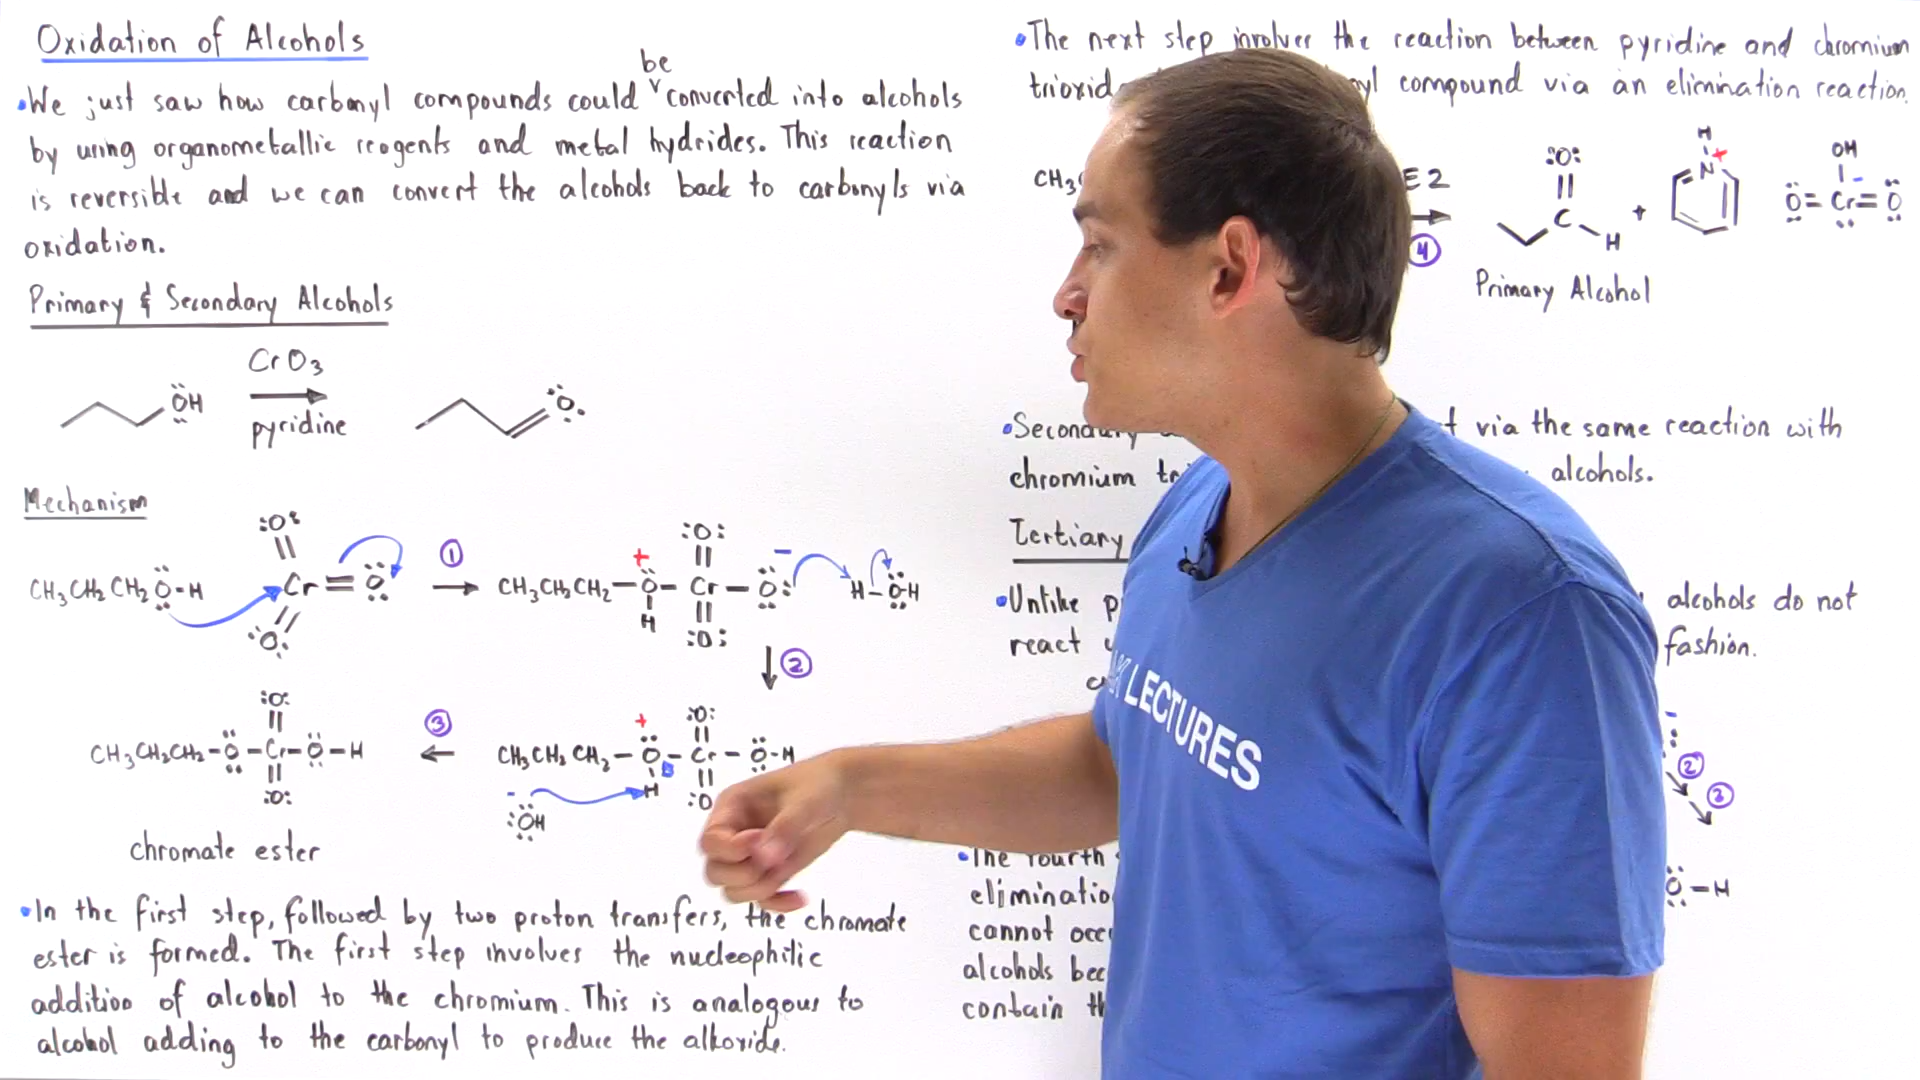 Oxidation of Alcohols
be
•We just saw how carbonyl compounds could ˅converted into alcohols
by using organometallic reogents and metal hydrides. This reaction
is reversible and we can convert the alcohols back to carbonyls via
oxidation.
Primary & Secondary Alcohols
CrO3
OH
pyridine
O
Mechanism
:O:
CH3CH2CH2O-H
Cr=O
:O:
1
:O:
+
-
CH3CH2CH2-O-Cr-O:
H-O-H
H
:O:
2
:O:
CH3CH2CH2-O-Cr-O-H
:O:
3
+
:O:
CH3CH2CH2-O-Cr-O-H
H
:O
-
:OH
chromate ester
•In the first step, followed by two proton transfers, the chromate
ester is formed. The first step involves the nucleophilic
addition of alcohol to the chromium. This is analogous to
alcohol adding to the carbonyl to produce the alkoxide.
•The next step involves the reaction between pyridine and chromium
compound via an elimination reaction.
CH3
E2
4
:O:
C
H
+
H
+
N
OH
-
O=Cr=O
Primary Alcohol
•Secondary via the same reaction with
chromium alcohols.
Tertiary
•Unlike alcohols do not
react fashion.
-
2
3
O-H
•The fourth
cannot
alcohols
contain
AK LECTURES